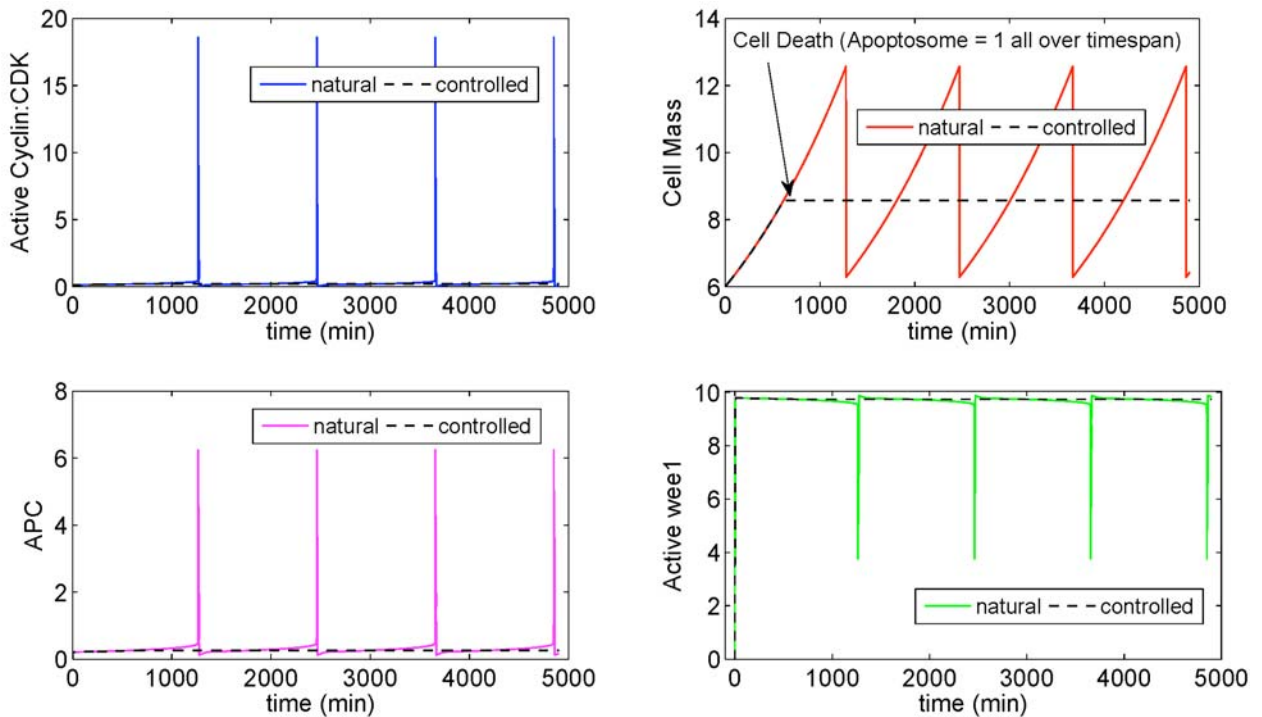 20
15
10
5
0
Active Cyclin:CDK
natural controlled
0 1000 2000 3000 4000 5000
time (min)
14
12
10
8
6
Cell Mass
Cell Death (Apoptosome = 1 all over timespan)
natural controlled
0 1000 2000 3000 4000 5000
time (min)
8
6
4
2
0
APC
natural controlled
0 1000 2000 3000 4000 5000
time (min)
10
8
6
4
2
0
Active wee1
natural controlled
0 1000 2000 3000 4000 5000
time (min)